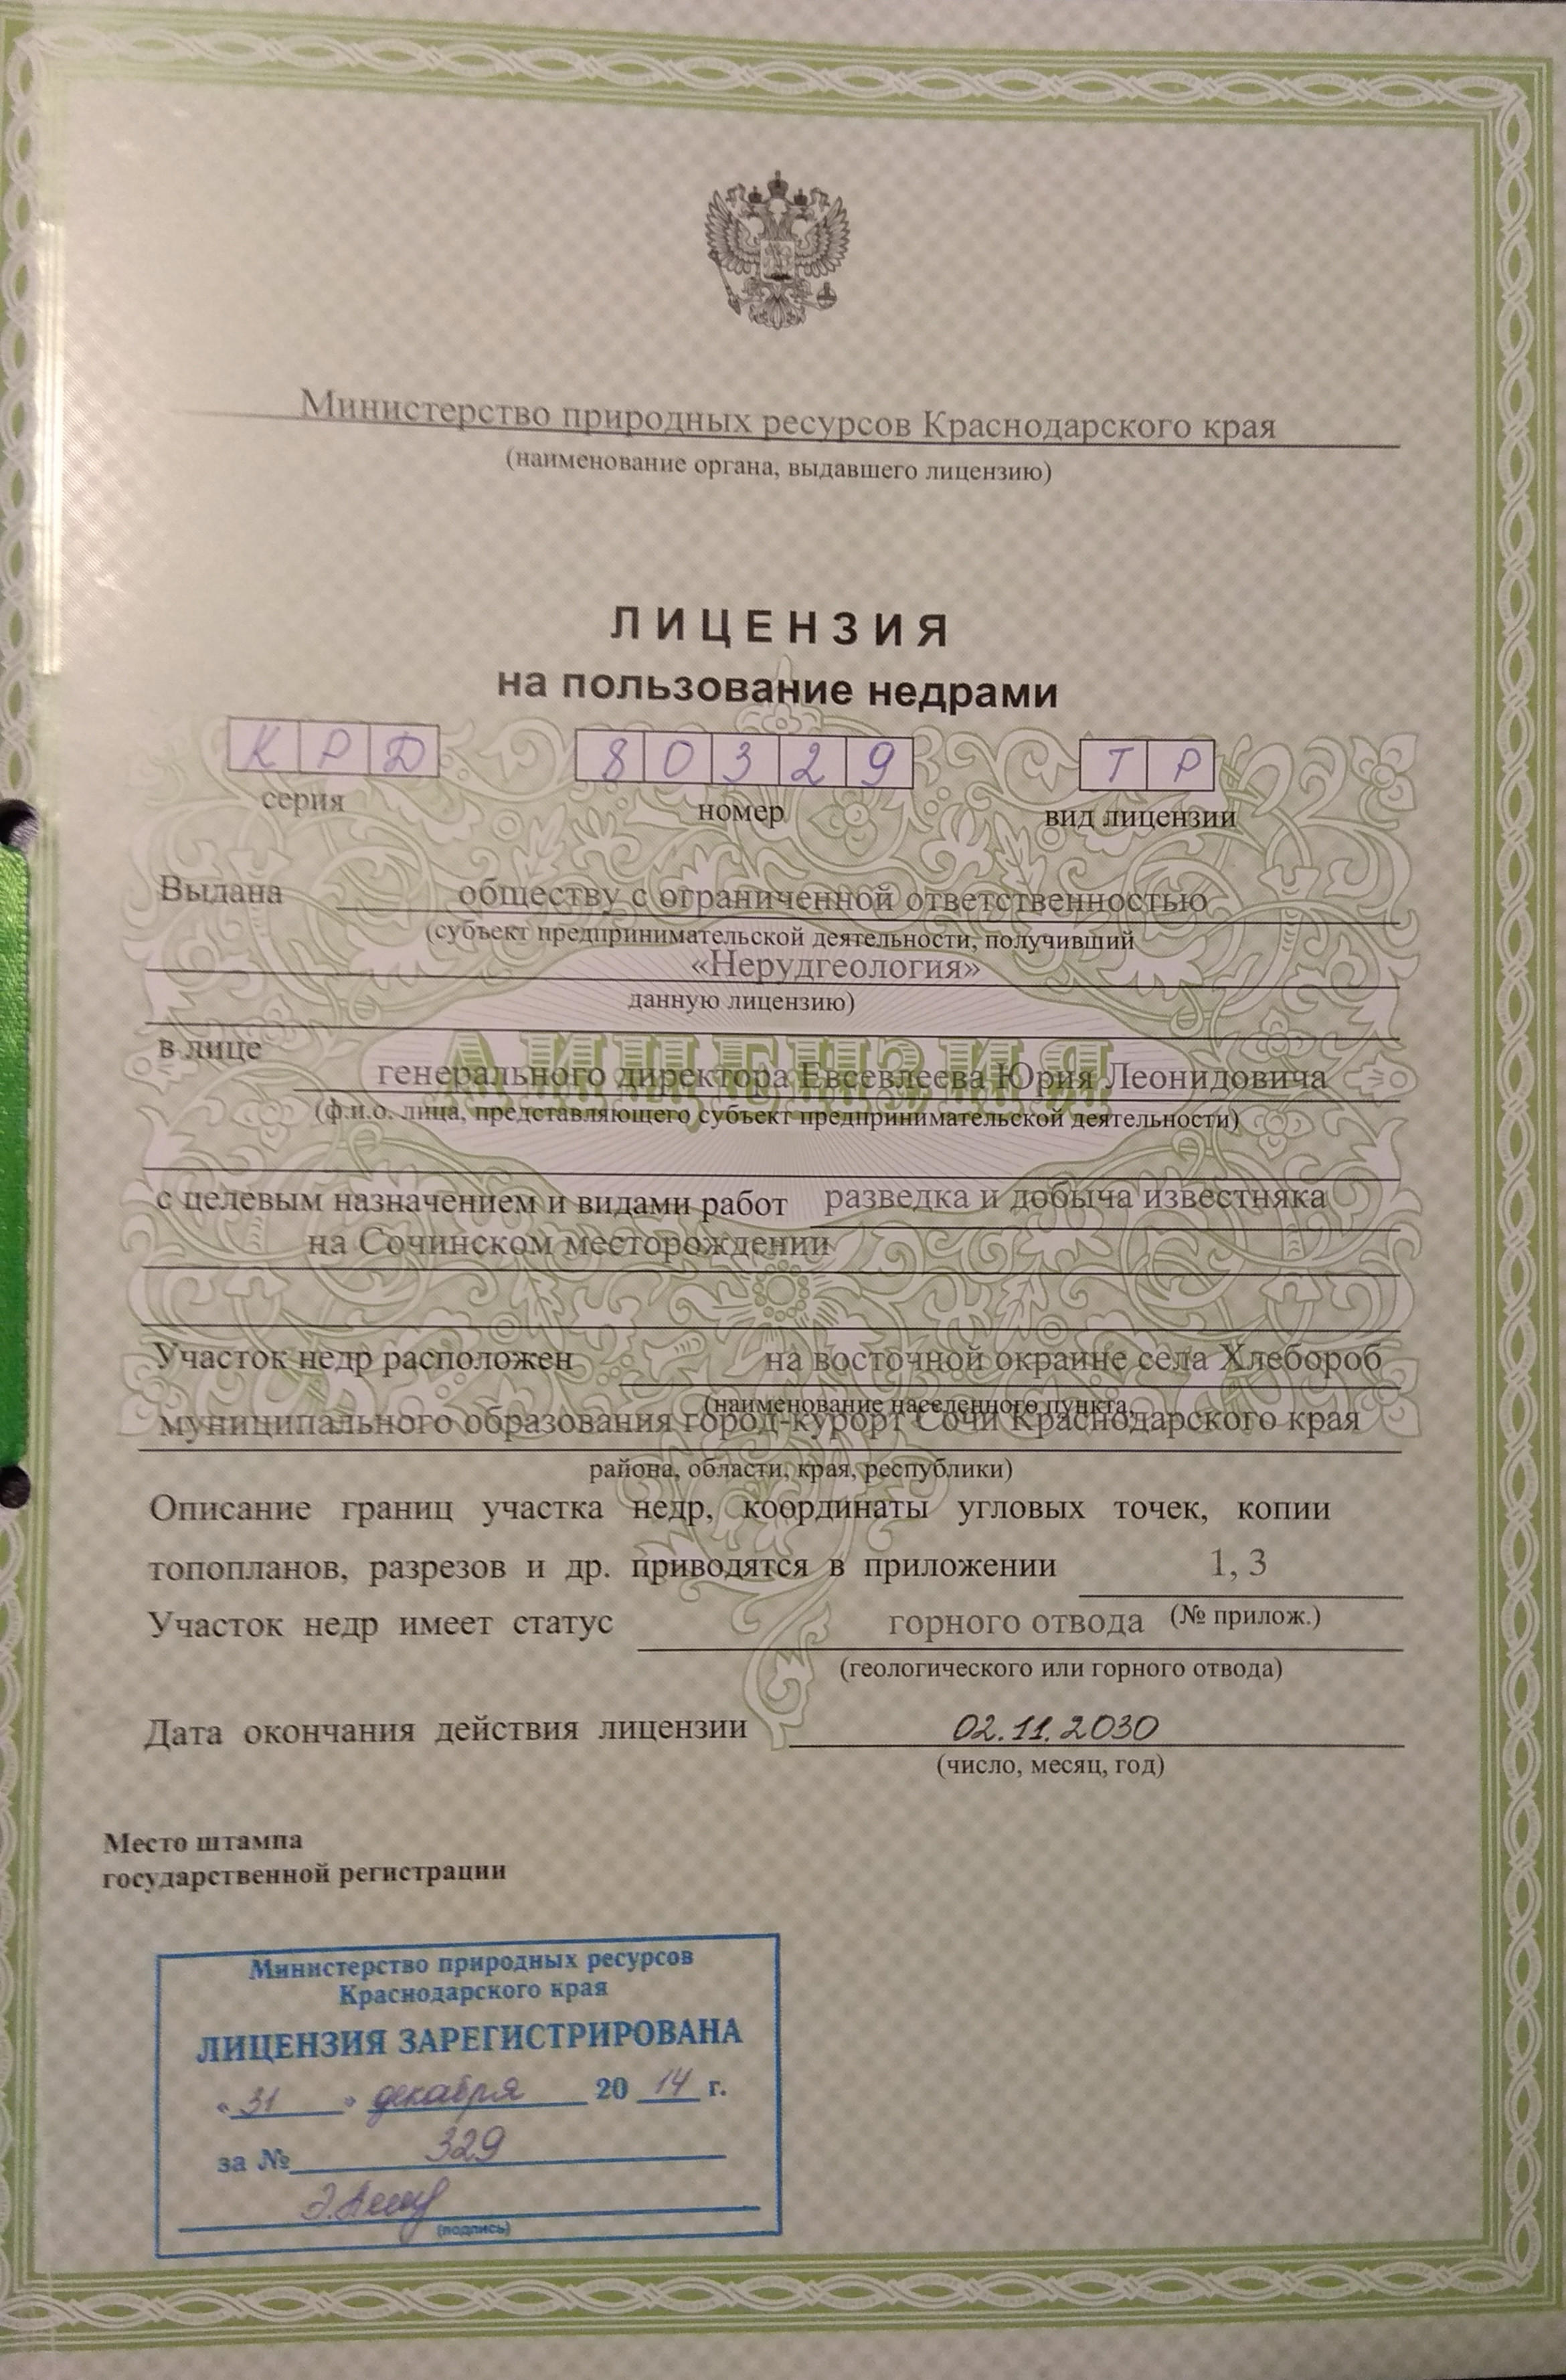 Министерство природных ресурсов Краснодарского края
(наименование органа, выдавшего лицензию)
ЛИЦЕНЗИЯ
на пользование недрами
КРД 80329 ТР
серия номер вид лицензии
Выдана обществу с ограниченной ответственностью
(субъект предпринимательской деятельности, получивший
«Нерудгеология»
данную лицензию)
ЛИЦЕНЗИЯ
в лице
генерального директора Евсевлеева Юрия Леонидовича
(ф.и.о. лица, представляющего субъект предпринимательской деятельности)
с целевым назначением и видами работ разведка и добыча известняка
на Сочинском месторождении
Участок недр расположен на восточной окраине села Хлебороб
(наименование населенного пункта,
муниципального образования город-курорт Сочи Краснодарского края
района, области, края, республики)
Описание границ участка недр, координаты угловых точек, копии
топопланов, разрезов и др. приводятся в приложении 1, 3
(№ прилож.)
Участок недр имеет статус горного отвода
(геологического или горного отвода)
Дата окончания действия лицензии 02.11.2030
(число, месяц, год)
Место штампа
государственной регистрации
Министерство природных ресурсов
Краснодарского края
ЛИЦЕНЗИЯ ЗАРЕГИСТРИРОВАНА
«31» декабря 2014 г.
за № 329
(подпись)